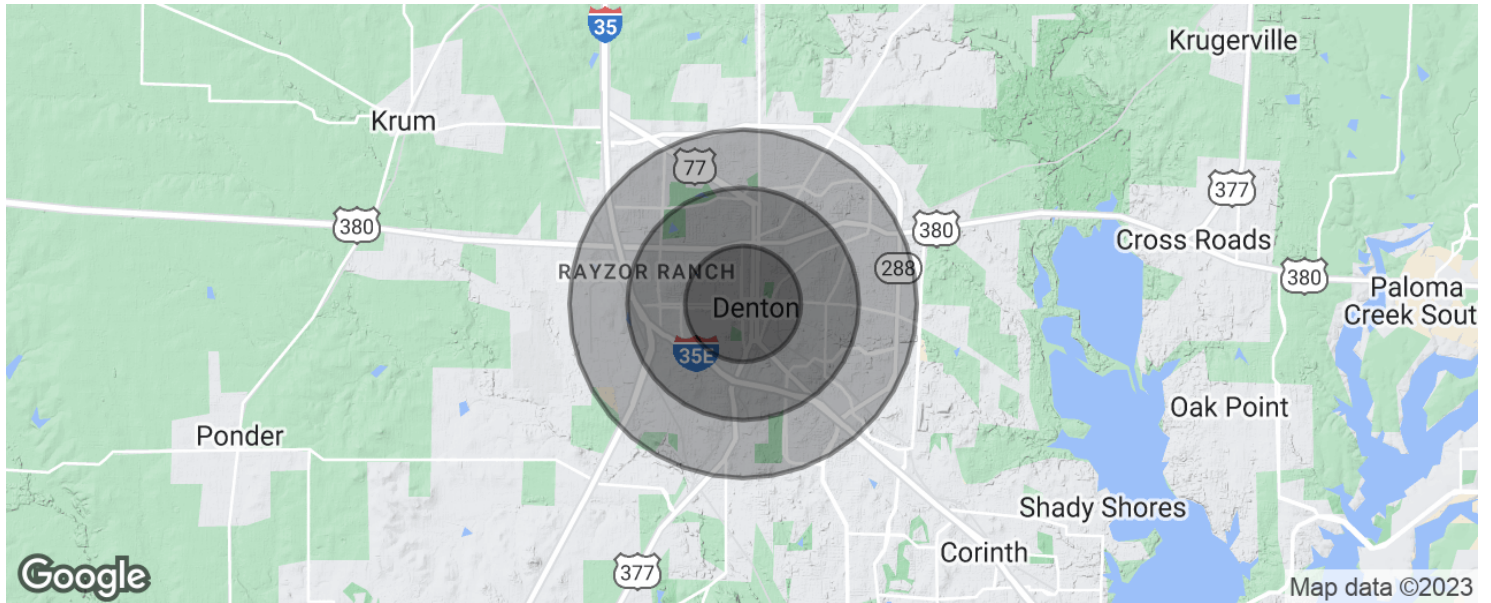 35
Krugerville
Krum
77
377
380
380
Cross Roads
288
RAYZOR RANCH
380
Paloma
Creek Sout
Denton
35E
Oak Point
Ponder
Shady Shores
Corinth
377
Google
Map data ©2023